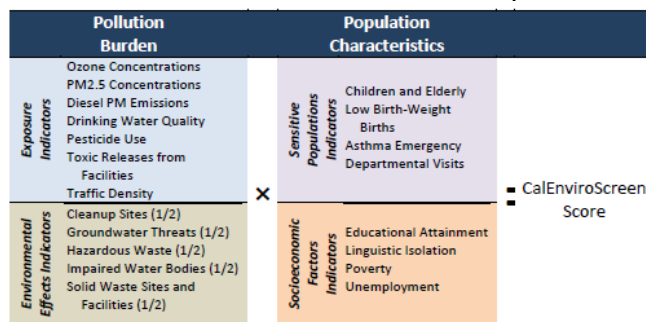 Pollution
Burden
Population
Characteristics
Exposure
Indicators
Ozone Concentrations
PM2.5 Concentrations
Diesel PM Emissions
Drinking Water Quality
Pesticide Use
Toxic Releases from
Facilities
Traffic Density
Environmental
Effects Indicators
Cleanup Sites (1/2)
Groundwater Threats (1/2)
Hazardous Waste (1/2)
Impaired Water Bodies (1/2)
Solid Waste Sites and
Facilities (1/2)
×
Sensitive
Populations
Indicators
Children and Elderly
Low Birth-Weight
Births
Asthma Emergency
Departmental Visits
Socioeconomic
Factors
Indicators
Educational Attainment
Linguistic Isolation
Poverty
Unemployment
=
CalEnviroScreen
Score